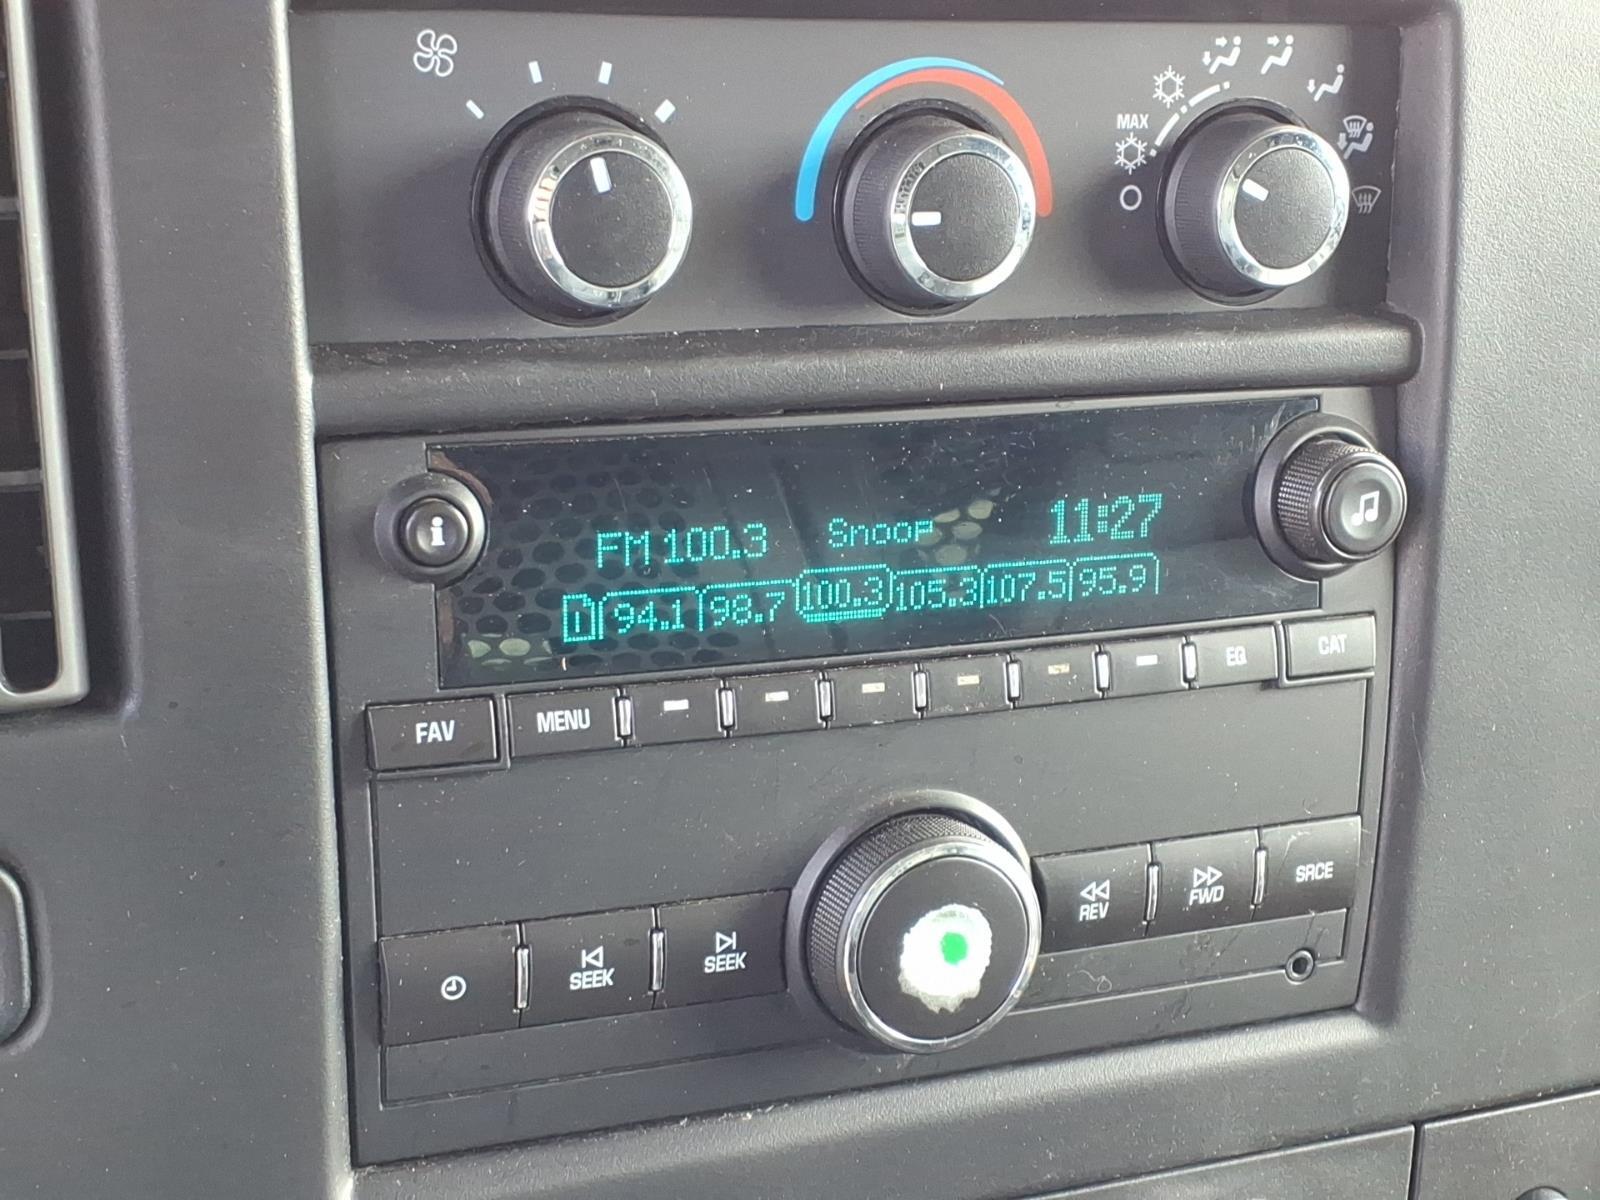 MAX
FM 100.3 Snoop 11:27
94.1 98.7 100.3 105.3 107.5 95.9
i
FAV MENU EQ CAT
SEEK SEEK REV FWD SRCE